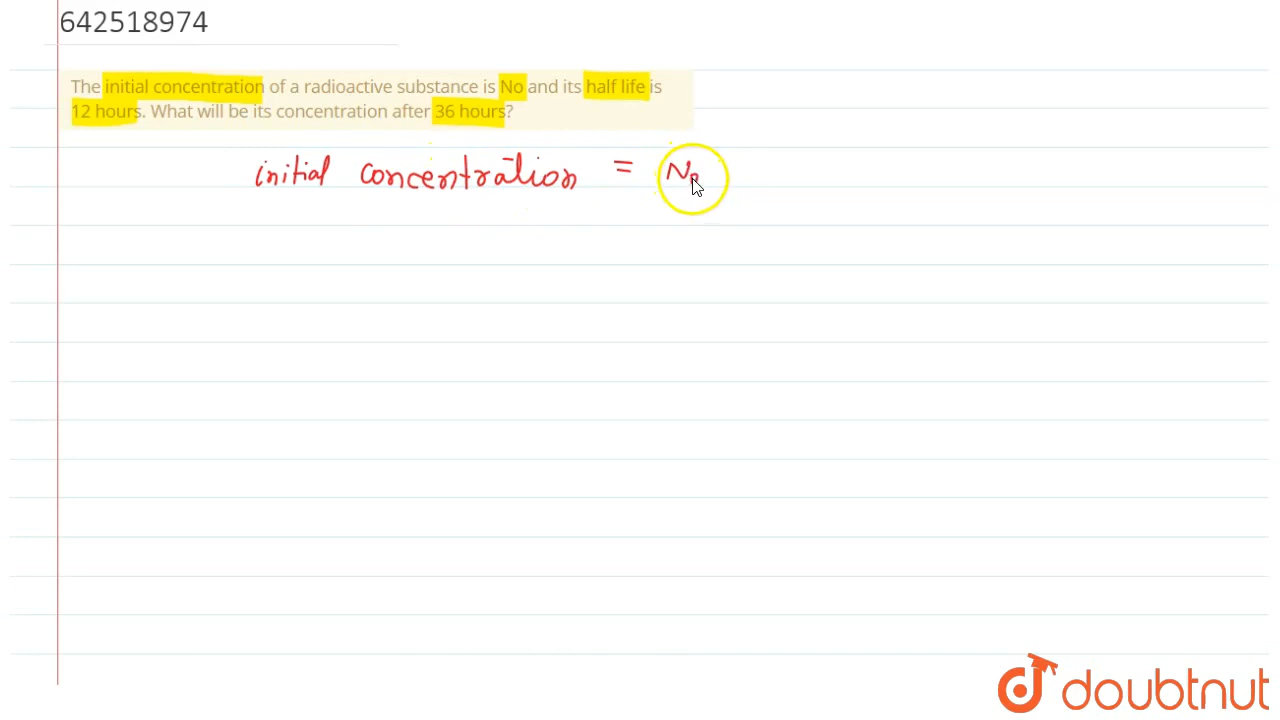 642518974
The initial concentration of a radioactive substance is No and its half life is
12 hours. What will be its concentration after 36 hours?
initial concentration = N₀
doubtnut